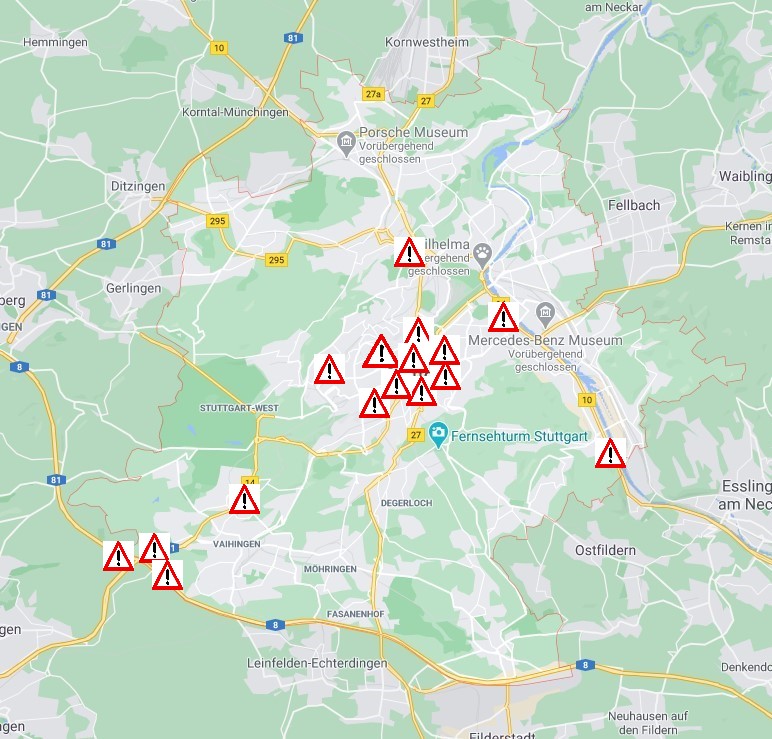 am Neckar
Hemmingen
81
10
Kornwestheim
27a
27
Korntal-Münchingen
Porsche Museum
Vorübergehend
geschlossen
Waibling
Ditzingen
Fellbach
295
Kernen in
Remsta
81
ilhelma
ergehend
geschlossen
295
Gerlingen
81
berg
GEN
Mercedes-Benz Museum
Vorübergehend
geschlossen
8
10
STUTTGART-WEST
27
Fernsehturm Stuttgart
81
14
Essling
am Nec
DEGERLOCH
VAIHINGEN
Ostfildern
MÖHRINGEN
FASANENHOF
8
gen
Leinfelden-Echterdingen
8
Denkendo
Neuhausen auf
den Fildern
ngen
Filderstadt